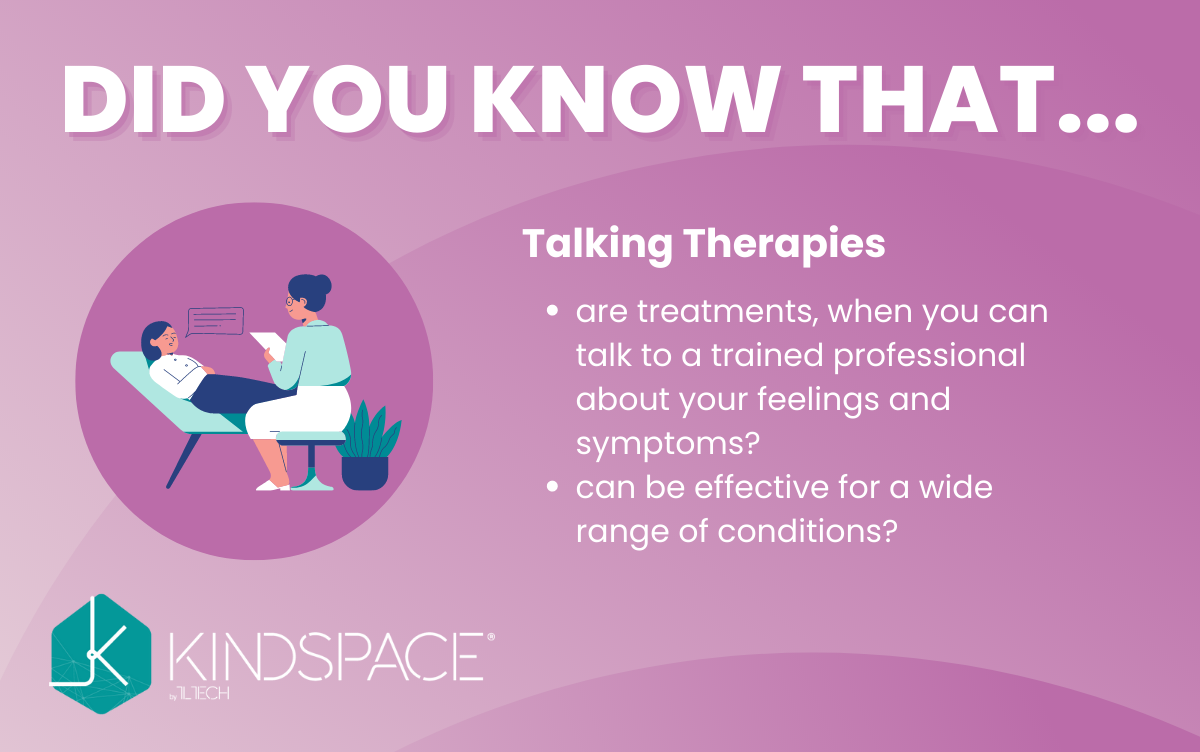 DID YOU KNOW THAT...
Talking Therapies
• are treatments, when you can
talk to a trained professional
about your feelings and
symptoms?
• can be effective for a wide
range of conditions?
KINDSPACE®
by TLTECH